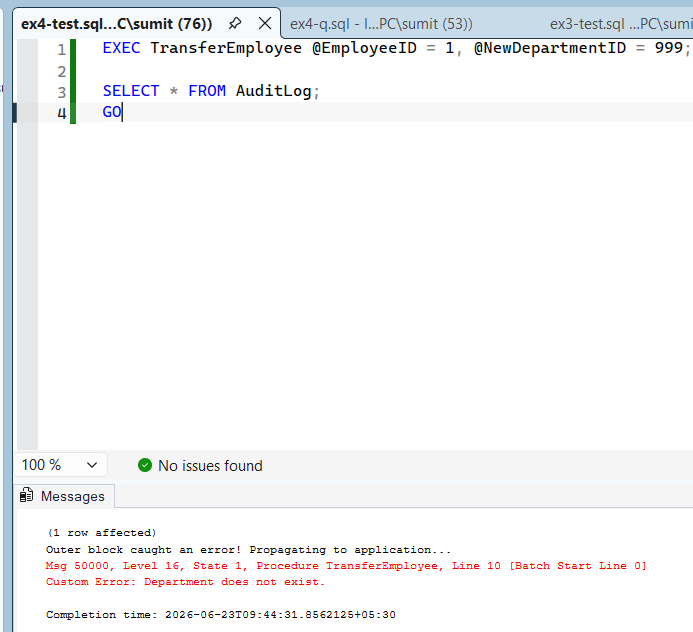 ex4-test.sql...C\sumit (76))
ex4-q.sql - l...PC\sumit (53))
ex3-test.sql ...PC\sumi
1 EXEC TransferEmployee @EmployeeID = 1, @NewDepartmentID = 999;
2
3 SELECT * FROM AuditLog;
4 GO
100 %
No issues found
Messages
(1 row affected)
Outer block caught an error! Propagating to application...
Msg 50000, Level 16, State 1, Procedure TransferEmployee, Line 10 [Batch Start Line 0]
Custom Error: Department does not exist.
Completion time: 2026-06-23T09:44:31.8562125+05:30